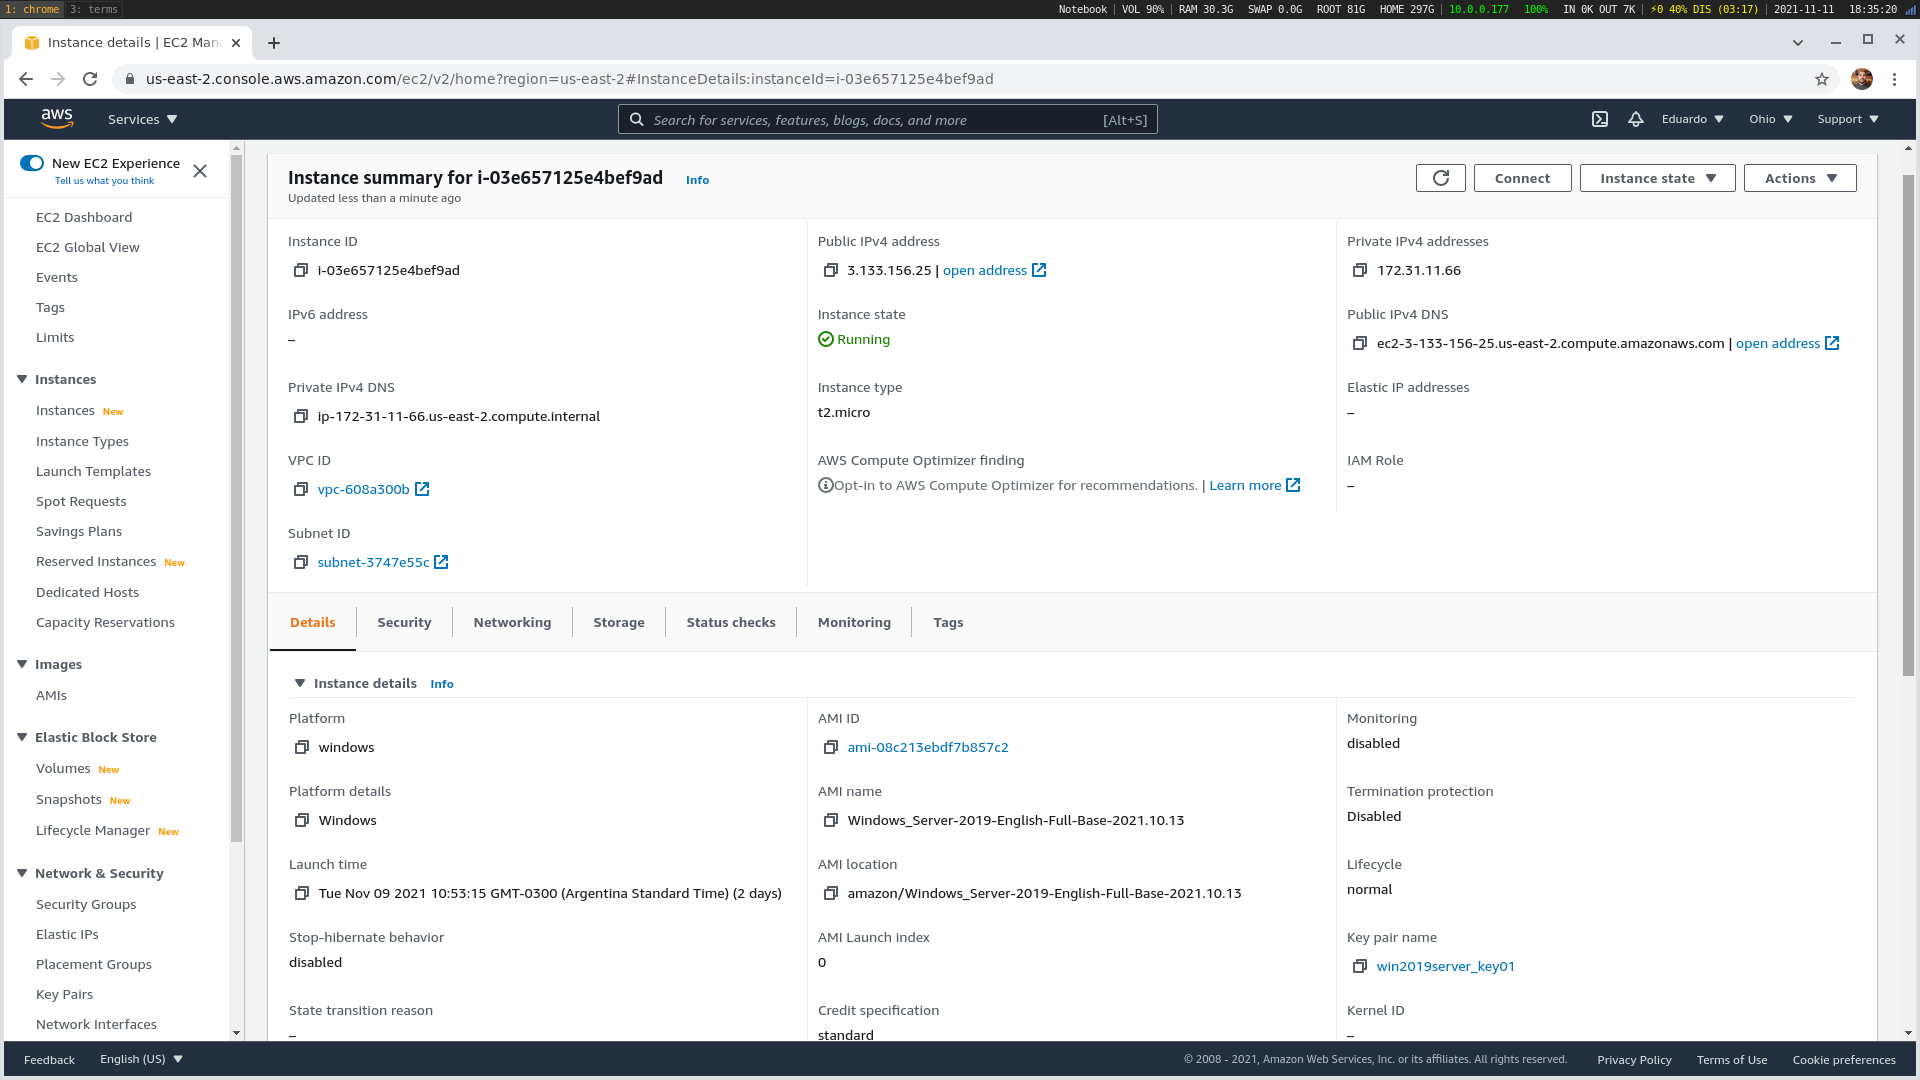 1: chrome 3: terms Notebook VOL 90% RAM 30.3G SWAP 0.0G ROOT 81G HOME 297G 10.0.0.177 100% IN 0K OUT 7K ⚡0 40% DIS (03:17) 2021-11-11 18:35:20
Instance details | EC2 Man
us-east-2.console.aws.amazon.com/ec2/v2/home?region=us-east-2#InstanceDetails:instanceId=i-03e657125e4bef9ad
aws Services Search for services, features, blogs, docs, and more [Alt+S] Eduardo Ohio Support
New EC2 Experience
Tell us what you think
EC2 Dashboard
EC2 Global View
Events
Tags
Limits
Instances
Instances New
Instance Types
Launch Templates
Spot Requests
Savings Plans
Reserved Instances New
Dedicated Hosts
Capacity Reservations
Images
AMIs
Elastic Block Store
Volumes New
Snapshots New
Lifecycle Manager New
Network & Security
Security Groups
Elastic IPs
Placement Groups
Key Pairs
Network Interfaces
Instance summary for i-03e657125e4bef9ad Info
Updated less than a minute ago
Connect Instance state Actions
Instance ID
i-03e657125e4bef9ad
IPv6 address
–
Private IPv4 DNS
ip-172-31-11-66.us-east-2.compute.internal
VPC ID
vpc-608a300b
Subnet ID
subnet-3747e55c
Public IPv4 address
3.133.156.25 | open address
Instance state
Running
Instance type
t2.micro
AWS Compute Optimizer finding
Opt-in to AWS Compute Optimizer for recommendations. | Learn more
Private IPv4 addresses
172.31.11.66
Public IPv4 DNS
ec2-3-133-156-25.us-east-2.compute.amazonaws.com | open address
Elastic IP addresses
–
IAM Role
–
Details Security Networking Storage Status checks Monitoring Tags
Instance details Info
Platform
windows
Platform details
Windows
Launch time
Tue Nov 09 2021 10:53:15 GMT-0300 (Argentina Standard Time) (2 days)
Stop-hibernate behavior
disabled
State transition reason
–
AMI ID
ami-08c213ebdf7b857c2
AMI name
Windows_Server-2019-English-Full-Base-2021.10.13
AMI location
amazon/Windows_Server-2019-English-Full-Base-2021.10.13
AMI Launch index
0
Credit specification
standard
Monitoring
disabled
Termination protection
Disabled
Lifecycle
normal
Key pair name
win2019server_key01
Kernel ID
–
Feedback English (US) © 2008 - 2021, Amazon Web Services, Inc. or its affiliates. All rights reserved. Privacy Policy Terms of Use Cookie preferences